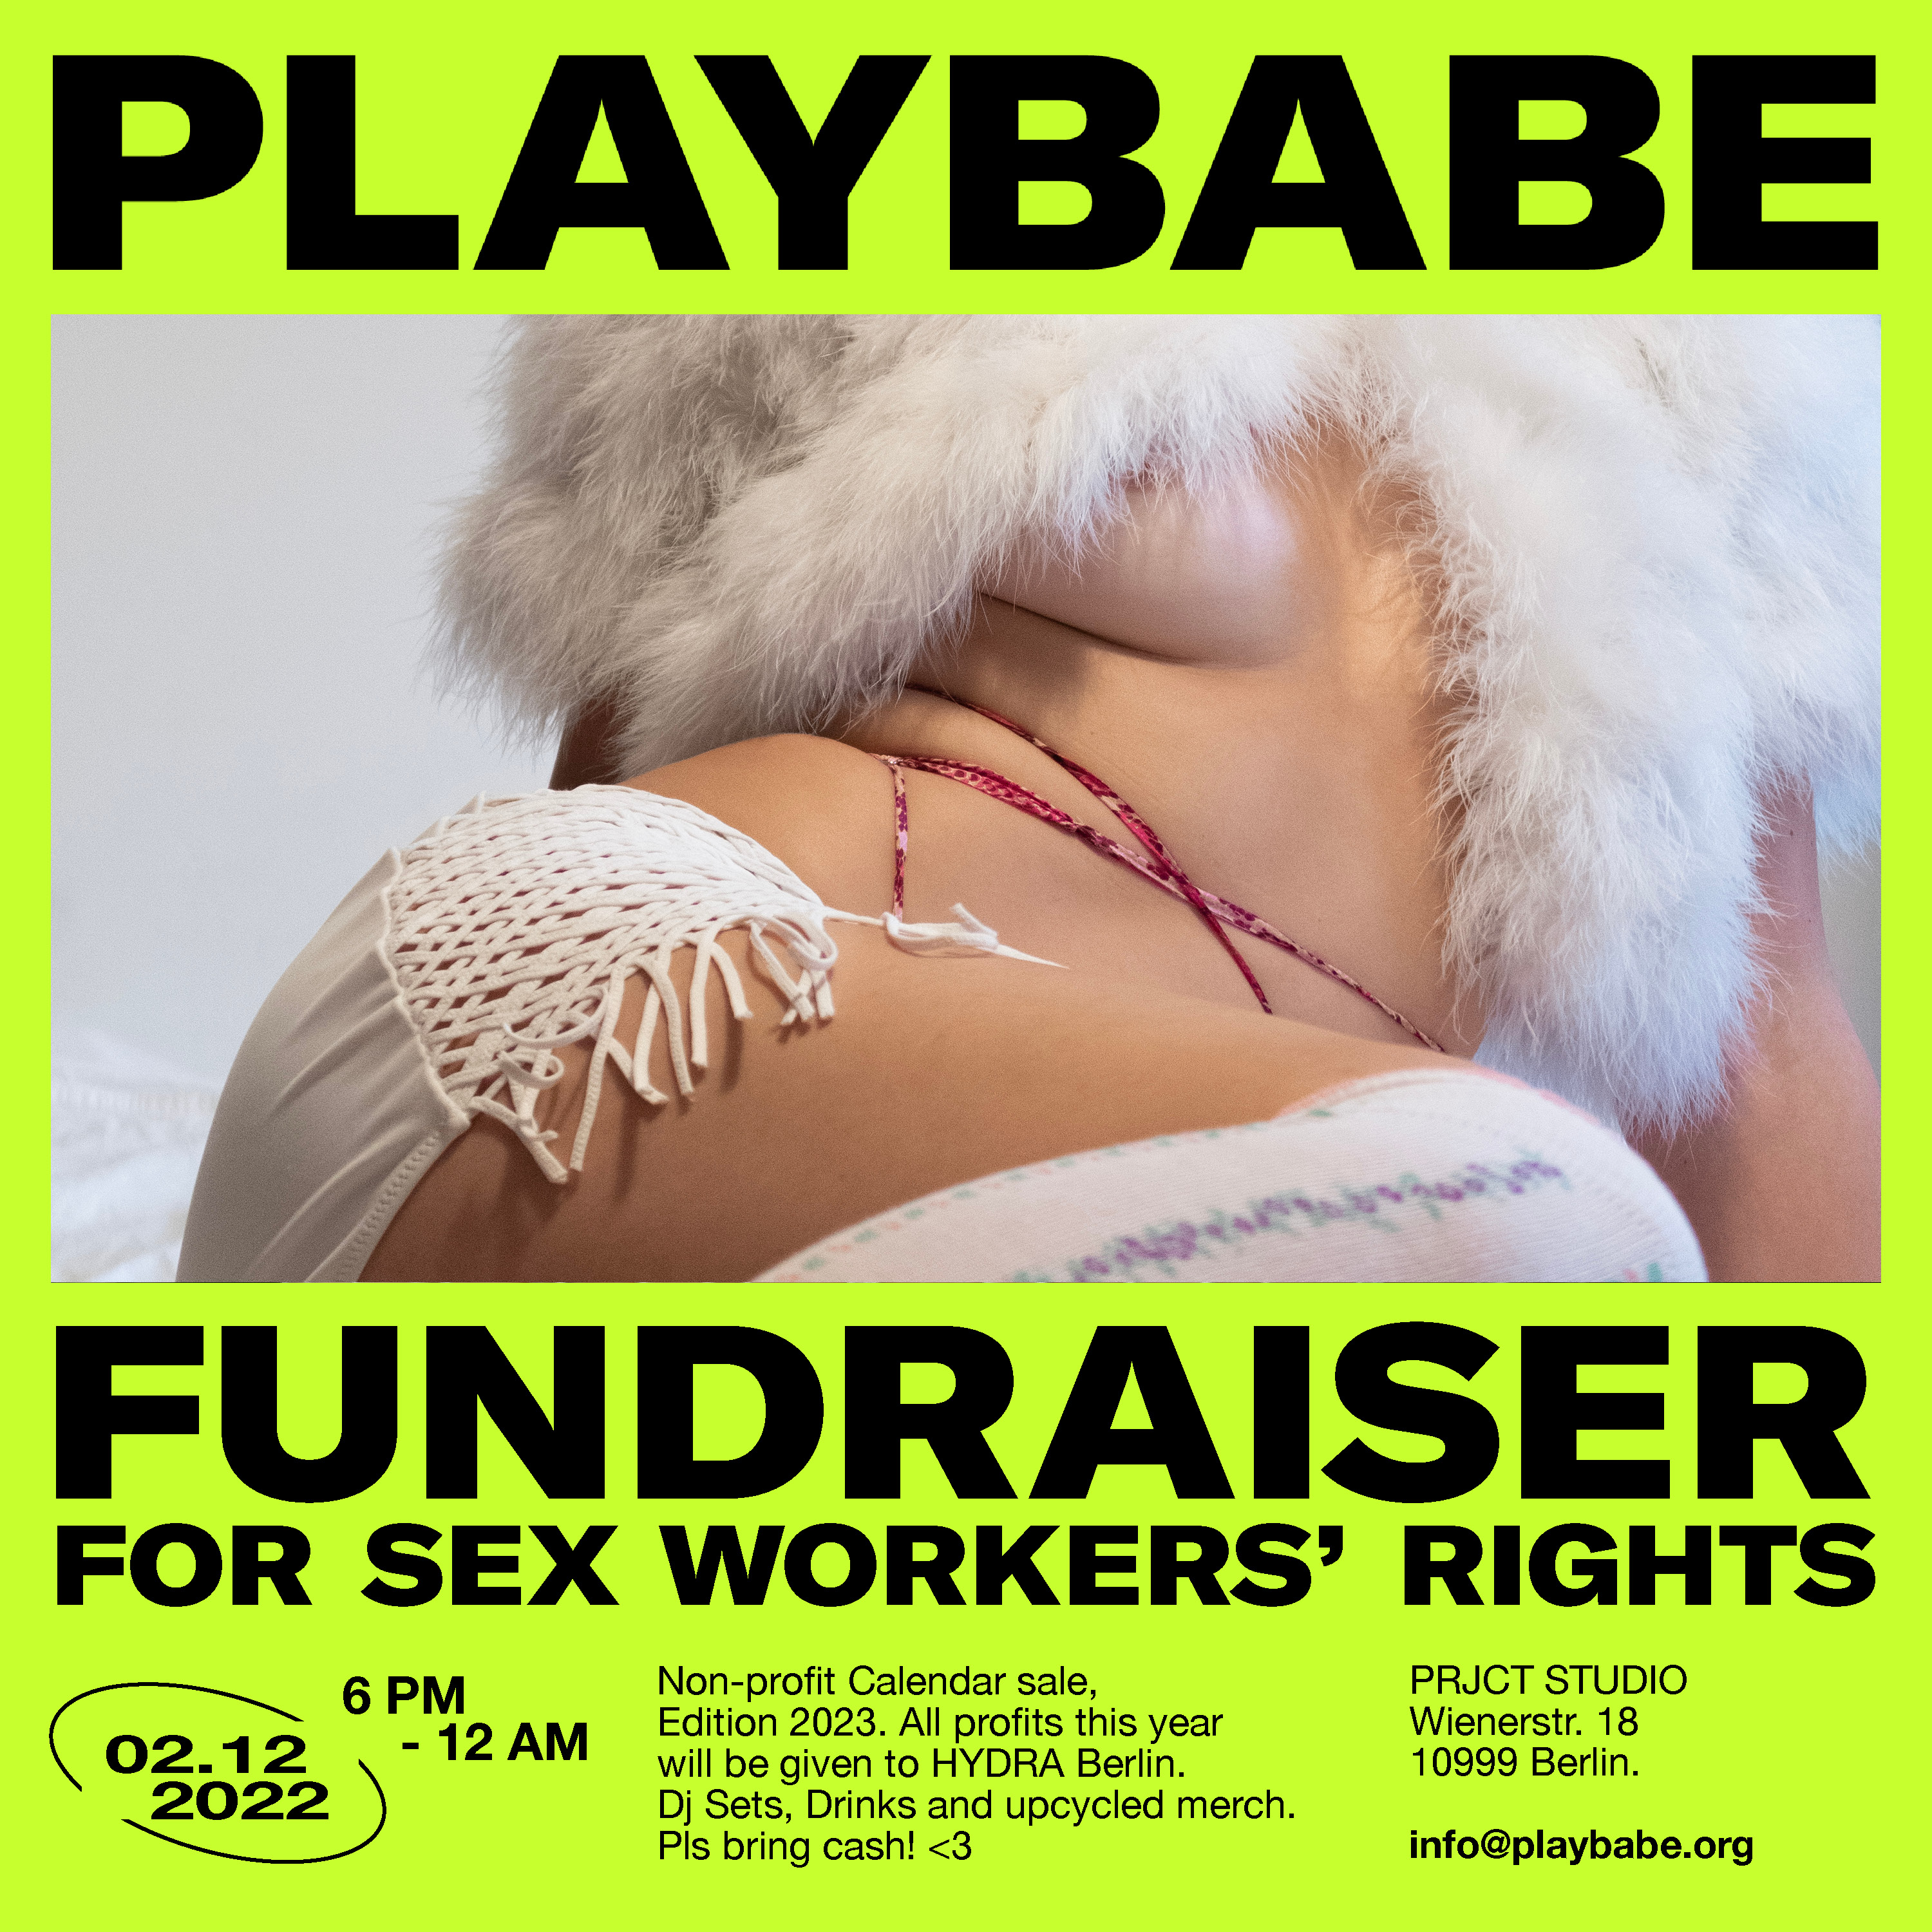 PLAYBABE
FUNDRAISER
FOR SEX WORKERS’ RIGHTS
02.12
2022
6 PM
- 12 AM
Non-profit Calendar sale,
Edition 2023. All profits this year
will be given to HYDRA Berlin.
Dj Sets, Drinks and upcycled merch.
Pls bring cash! <3
PRJCT STUDIO
Wienerstr. 18
10999 Berlin.
info@playbabe.org